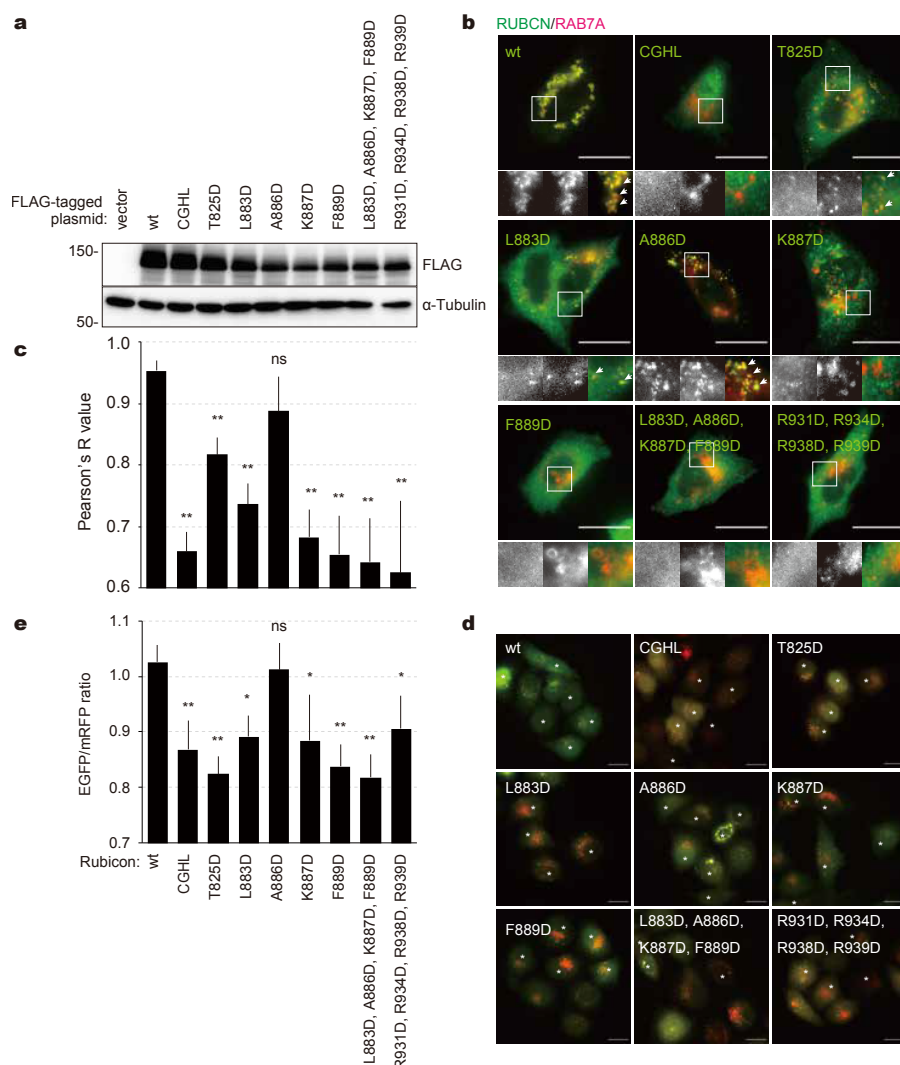 a
FLAG-tagged
plasmid:
vector
wt
CGHL
T825D
L883D
A886D
K887D
F889D
L883D, A886D, K887D, F889D
R931D, R934D, R938D, R939D
150-
50-
FLAG
α-Tubulin
b
RUBCN/RAB7A
wt
CGHL
T825D
L883D
A886D
K887D
F889D
L883D, A886D,
K887D, F889D
R931D, R934D,
R938D, R939D
c
Pearson's R value
1.0
0.9
0.8
0.7
0.6
**
**
**
ns
**
**
**
**
e
EGFP/mRFP ratio
1.1
1.0
0.9
0.8
0.7
**
**
*
ns
*
**
**
*
Rubicon:
wt
CGHL
T825D
L883D
A886D
K887D
F889D
L883D, A886D, K887D, F889D
R931D, R934D, R938D, R939D
d
wt
CGHL
T825D
L883D
A886D
K887D
F889D
L883D, A886D,
K887D, F889D
R931D, R934D,
R938D, R939D